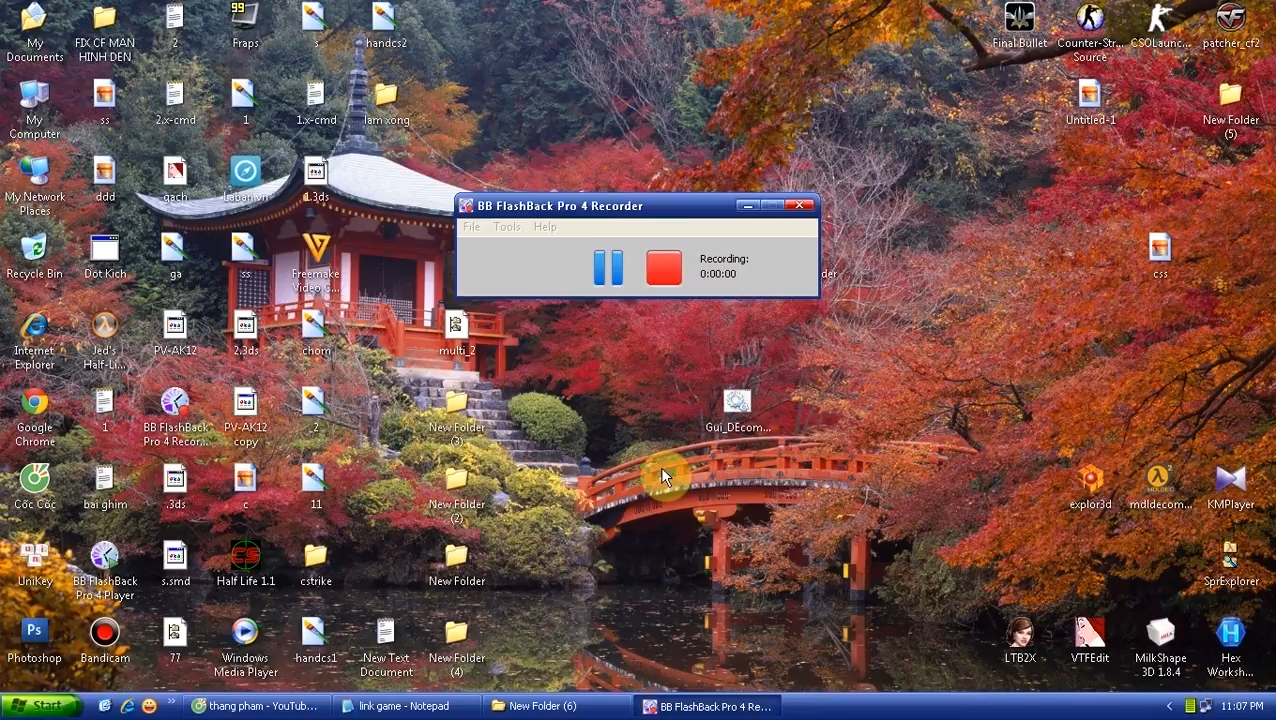 My
Documents
FIX CF MAN
HINH DEN
2
99
Fraps
s
handcs2
Final Bullet
Counter-Str...
Source
CSOLaunc...
patcher_cf2
My
Computer
ss
2.x-cmd
1
1.x-cmd
lam xong
Untitled-1
New Folder
(5)
My Network
Places
ddd
gach
Laban.vn
1.3ds
BB FlashBack Pro 4 Recorder
File Tools Help
Recording:
0:00:00
Recycle Bin
Dot Kich
ga
ss
Freemake
Video C...
der
css
Internet
Explorer
Jed's
Half-Li...
PV-AK12
2.3ds
chom
multi_2
Google
Chrome
1
BB FlashBack
Pro 4 Recor...
PV-AK12
copy
2
New Folder
(3)
Gui_DEcom...
Cốc Cốc
bai ghim
.3ds
c
11
New Folder
(2)
explor3d
MDLDEC
mdldecom...
KMPlayer
UniKey
BB FlashBack
Pro 4 Player
s.smd
CS
Half Life 1.1
cstrike
New Folder
SprExplorer
Ps
Photoshop
Bandicam
77
Windows
Media Player
handcs1
New Text
Document
New Folder
(4)
LTB2X
VTFEdit
MilkShape
3D 1.8.4
Hex
Worksh...
Start
thang pham - YouTub...
link game - Notepad
New Folder (6)
BB FlashBack Pro 4 Re...
11:07 PM